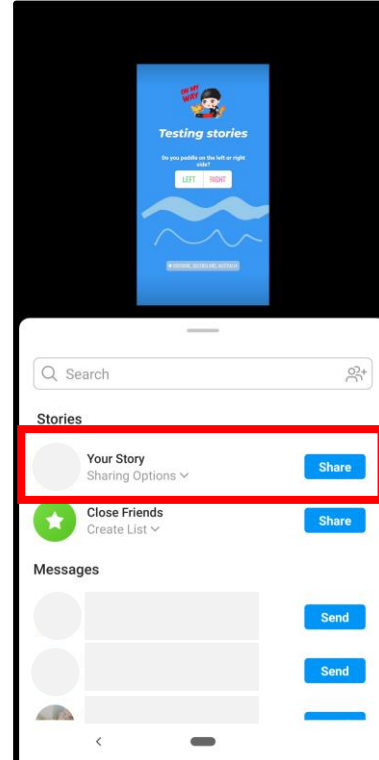 OH MY
WAY
Testing stories
Do you paddle on the left or right
side?
LEFT RIGHT
Search
Stories
Your Story
Sharing Options
Share
Close Friends
Create List
Share
Messages
Send
Send